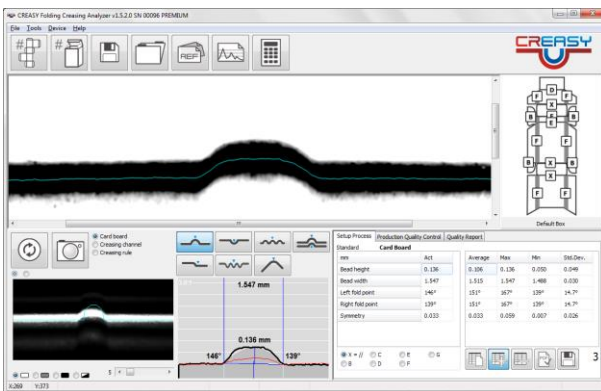 CREASY Folding Creasing Analyzer v1.5.2.0 SN 00096 PREMIUM
File Tools Device Help
# # REF
CREASY
D
F X F
B F E F B
F F
B X B
X
F F
Default Box
Card board
Creasing channel
Creasing rule
1.547 mm
0.136 mm
146° 139°
Setup Process Production Quality Control Quality Report
Standard Card Board
mm Act Average Max Min Std.Dev.
Bead height 0.136 0.106 0.136 0.050 0.049
Bead width 1.547 1.515 1.547 1.488 0.030
Left fold point 146° 151° 167° 139° 14.7°
Right fold point 139° 151° 167° 139° 14.7°
Symmetry 0.033 0.033 0.059 0.007 0.026
X = // C E G
B D F
3
5
X:269 Y:373